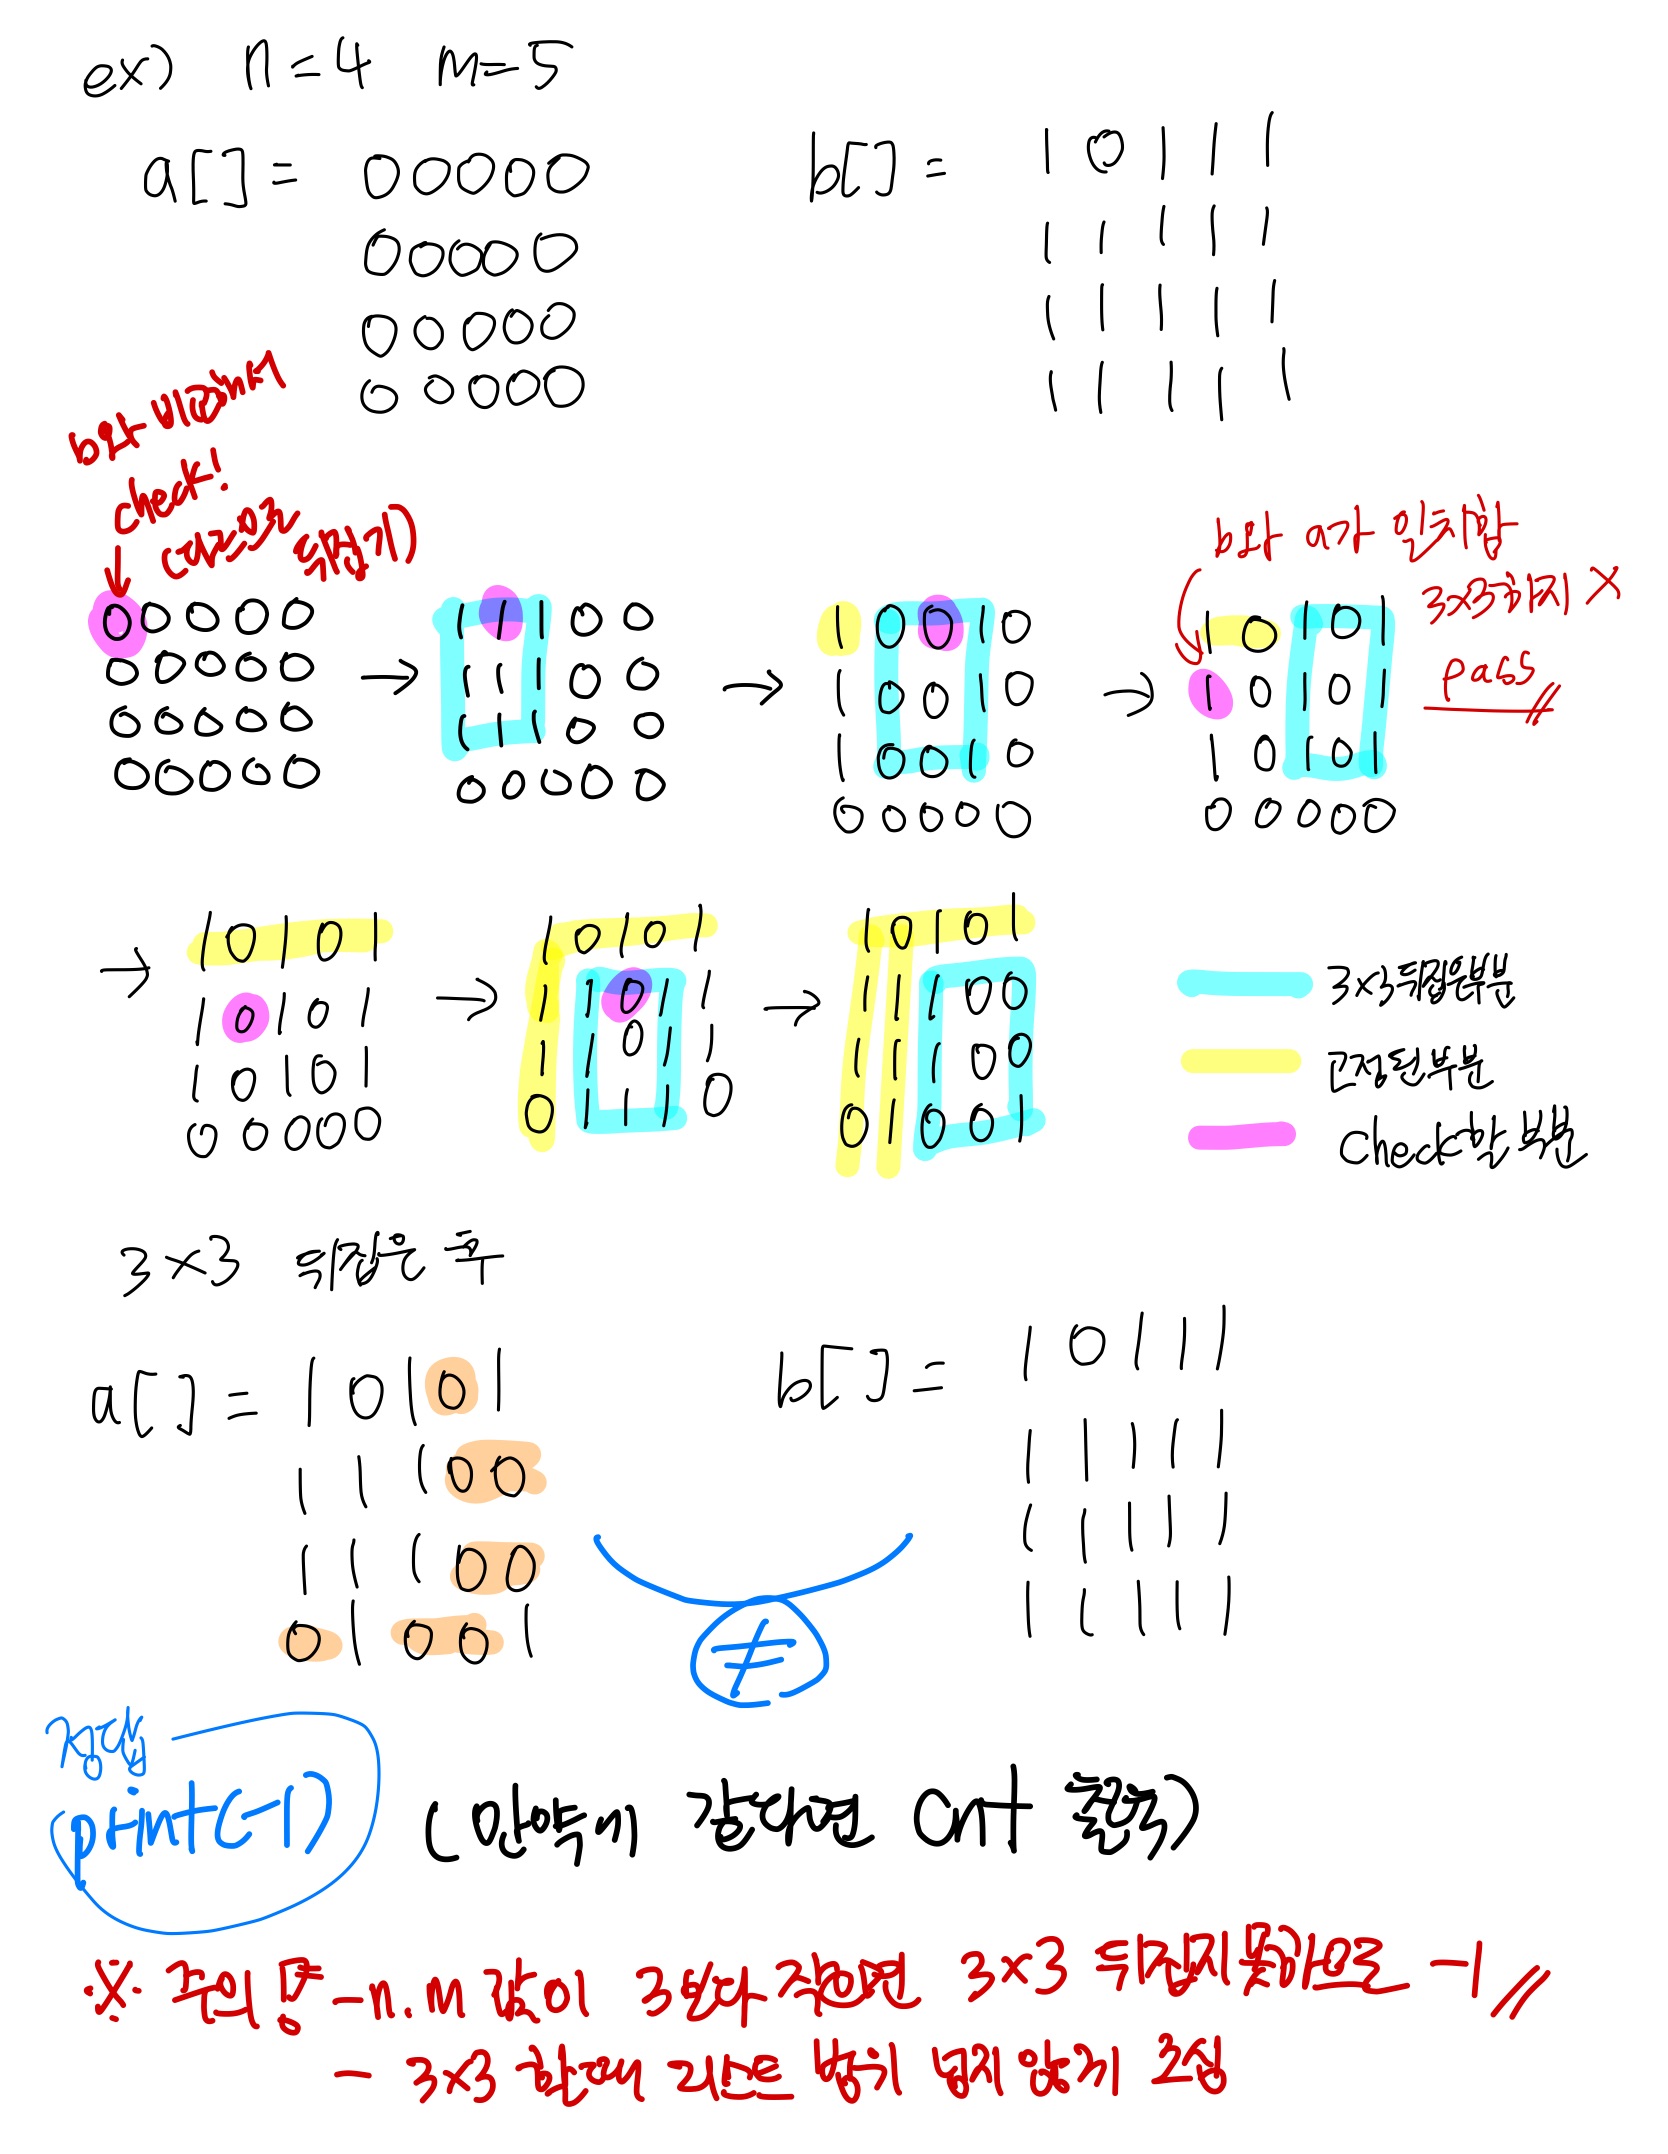 ex) n=4 m=5
a[] = 00000
00000
00000
00000
b[] = 10111
11111
11111
11111
b와 비교해서
check!
(다르므로
뒤집기)
b와 a가 일치함
3x3하지 X
pass
00000
00000
00000
00000
→
11100
11100
11100
00000
→
10010
10010
10010
00000
→
10101
10101
10101
00000
→
10101
10101
10101
00000
→
10101
11011
11011
01110
→
10101
11100
11100
01001
3x3 뒤집은부분
고정된 부분
check할 부분
3x3 뒤집은 후
a[] = 10101
11100
11100
01001
≠
b[] = 10111
11111
11111
11111
정답
print(-1)
(만약에 같다면 cnt 출력)
※ 주의점 - n.m 값이 3보다 작으면 3x3 뒤집지 못하므로 -1
- 3x3 할때 리스트 범위 넘지 않게 조심